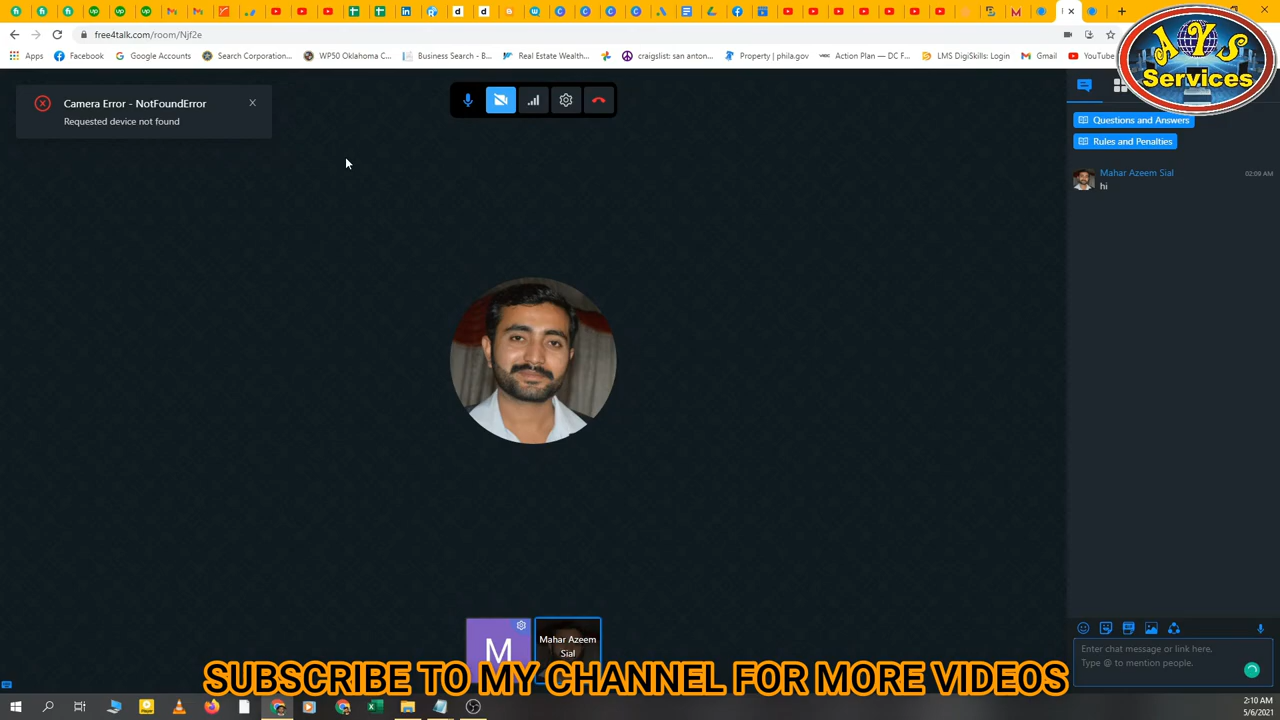 free4talk.com/room/Njf2e
Apps
Facebook
Google Accounts
Search Corporation...
WP50 Oklahoma C...
Business Search - B...
Real Estate Wealth...
craigslist: san anton...
Property | phila.gov
Action Plan — DC F...
LMS DigiSkills: Login
Gmail
YouTube
AYS
Services
Camera Error - NotFoundError
Requested device not found
Questions and Answers
Rules and Penalties
Mahar Azeem Sial
02:09 AM
hi
M
Mahar Azeem
Sial
Enter chat message or link here.
Type @ to mention people.
SUBSCRIBE TO MY CHANNEL FOR MORE VIDEOS
2:10 AM
5/6/2021